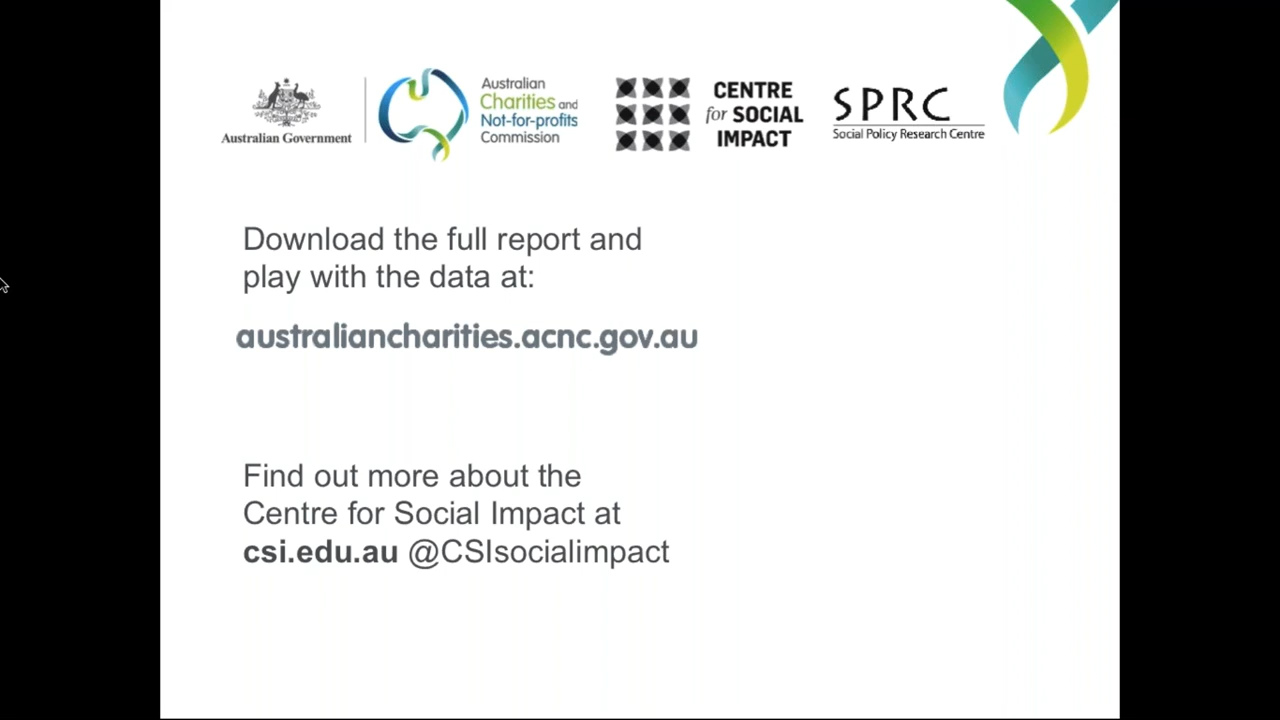 Australian Government
Australian
Charities and
Not-for-profits
Commission
CENTRE
for SOCIAL
IMPACT
SPRC
Social Policy Research Centre
Download the full report and
play with the data at:
australiancharities.acnc.gov.au
Find out more about the
Centre for Social Impact at
csi.edu.au @CSIsocialimpact